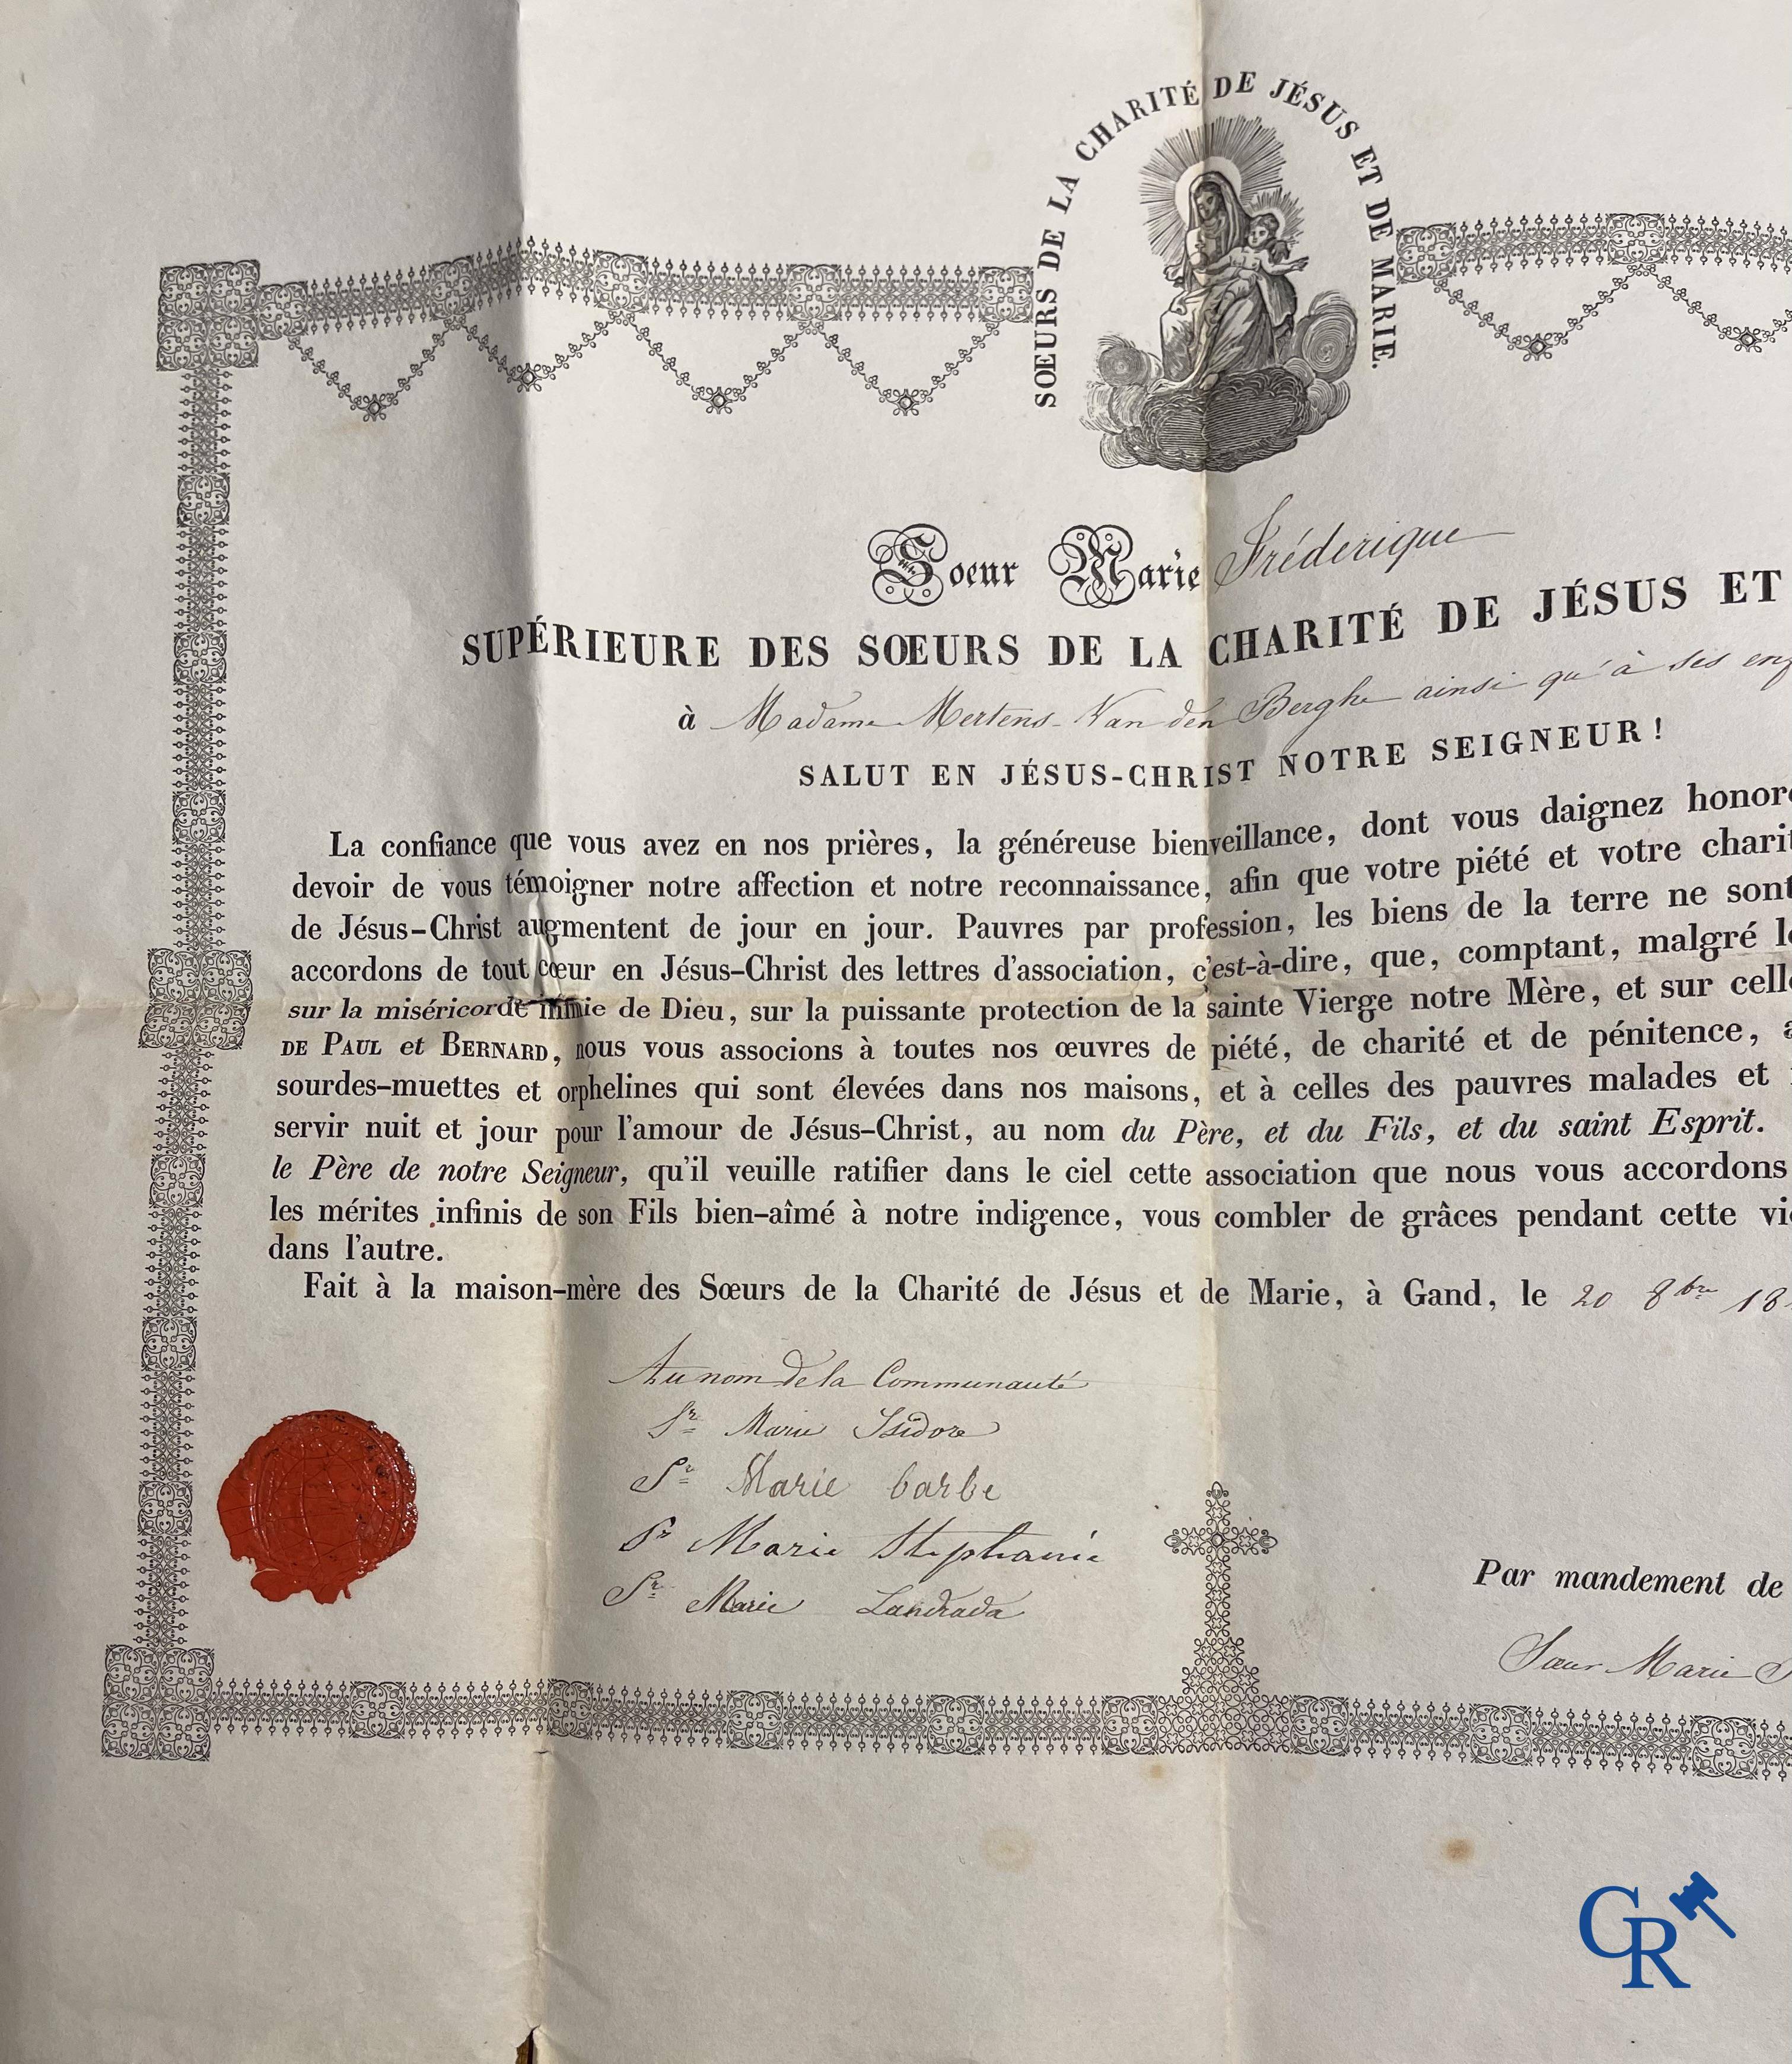 SŒURS DE LA CHARITÉ DE JÉSUS ET DE MARIE.
Soeur Marie Fréderique
SUPÉRIEURE DES SŒURS DE LA CHARITÉ DE JÉSUS ET
à Madame Mertens-Van den Berghe ainsi qu'à ses enf
SALUT EN JÉSUS-CHRIST NOTRE SEIGNEUR!
La confiance que vous avez en nos prières, la généreuse bienveillance, dont vous daignez honore
devoir de vous témoigner notre affection et notre reconnaissance, afin que votre piété et votre charit
de Jésus-Christ augmentent de jour en jour. Pauvres par profession, les biens de la terre ne sont
accordons de tout cœur en Jésus-Christ des lettres d'association, c'est-à-dire, que, comptant, malgré le
sur la miséricorde infinie de Dieu, sur la puissante protection de la sainte Vierge notre Mère, et sur celle
DE PAUL et BERNARD, nous vous associons à toutes nos œuvres de piété, de charité et de pénitence, a
sourdes-muettes et orphelines qui sont élevées dans nos maisons, et à celles des pauvres malades et
servir nuit et jour pour l'amour de Jésus-Christ, au nom du Père, et du Fils, et du saint Esprit.
le Père de notre Seigneur, qu'il veuille ratifier dans le ciel cette association que nous vous accordons
les mérites infinis de son Fils bien-aîmé à notre indigence, vous combler de grâces pendant cette vie
dans l'autre.
Fait à la maison-mère des Sœurs de la Charité de Jésus et de Marie, à Gand, le 20 8bre 18
Au nom de la Communauté
Sr Marie Isidore
Sr Marie barbe
Sr Marie Stephanie
Sr Marie Landrada
Par mandement de
Sœur Marie S
CR